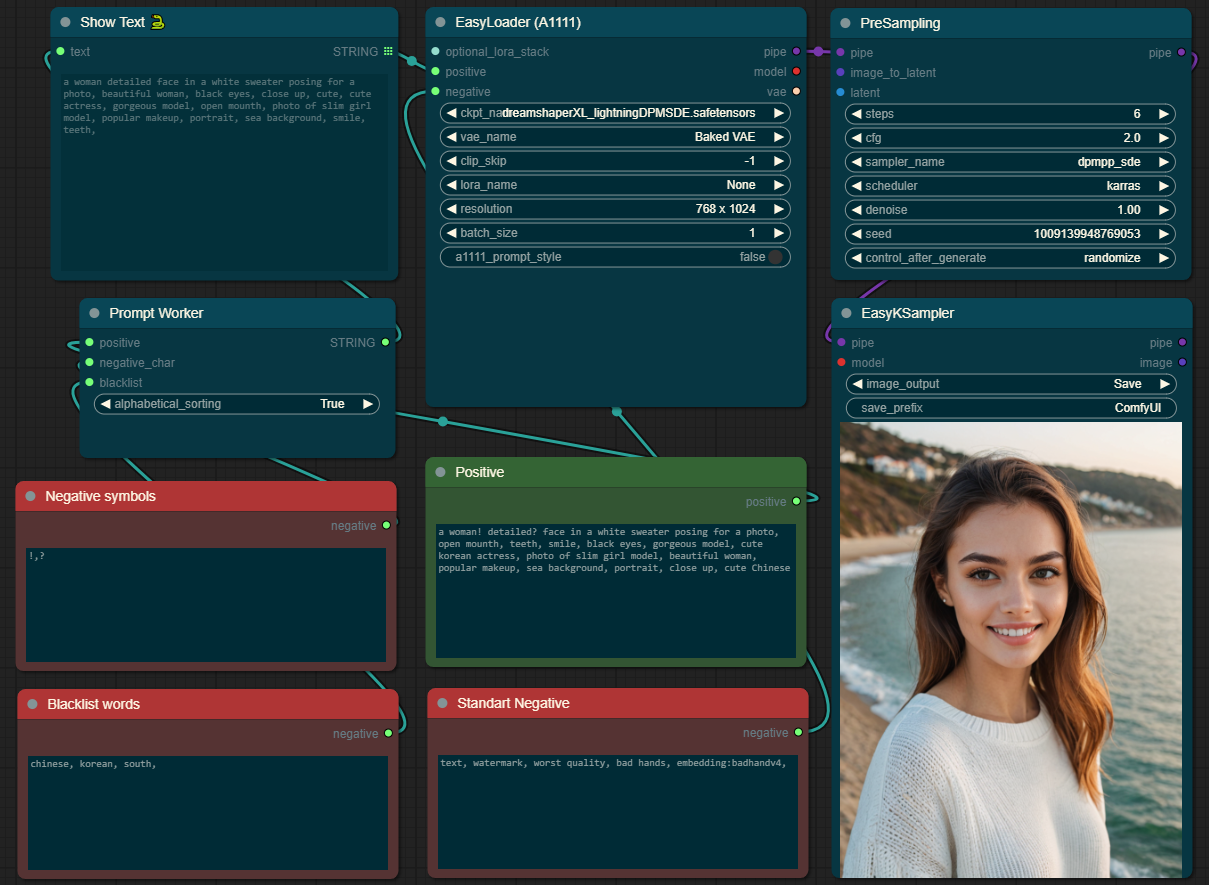 Show Text
text
STRING
a woman detailed face in a white sweater posing for a
photo, beautiful woman, black eyes, close up, cute, cute
actress, gorgeous model, open mounth, photo of slim girl
model, popular makeup, portrait, sea background, smile,
teeth,
EasyLoader (A1111)
optional_lora_stack
pipe
positive
model
negative
vae
ckpt_na
dreamshaperXL_lightningDPMSDE.safetensors
vae_name
Baked VAE
clip_skip
-1
lora_name
None
resolution
768 x 1024
batch_size
1
a1111_prompt_style
false
PreSampling
pipe
pipe
image_to_latent
latent
steps
6
cfg
2.0
sampler_name
dpmpp_sde
scheduler
karras
denoise
1.00
seed
1009139948769053
control_after_generate
randomize
Prompt Worker
positive
STRING
negative_char
blacklist
alphabetical_sorting
True
EasyKSampler
pipe
pipe
model
image
image_output
Save
save_prefix
ComfyUI
Negative symbols
negative
!,?
Positive
positive
a woman! detailed? face in a white sweater posing for a photo,
open mounth, teeth, smile, black eyes, gorgeous model, cute
korean actress, photo of slim girl model, beautiful woman,
popular makeup, sea background, portrait, close up, cute Chinese
Blacklist words
negative
chinese, korean, south,
Standart Negative
negative
text, watermark, worst quality, bad hands, embedding:badhandv4,